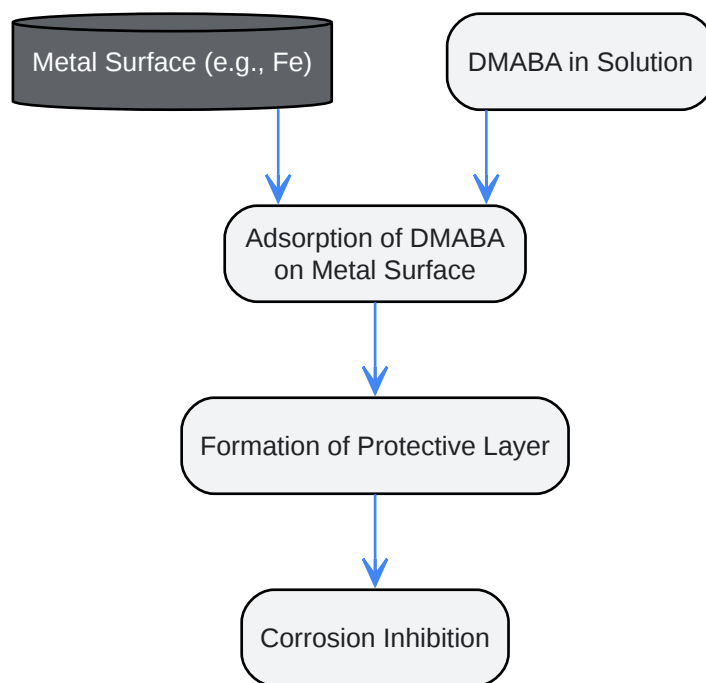 Metal Surface (e.g., Fe)
DMABA in Solution
Adsorption of DMABA
on Metal Surface
Formation of Protective Layer
Corrosion Inhibition